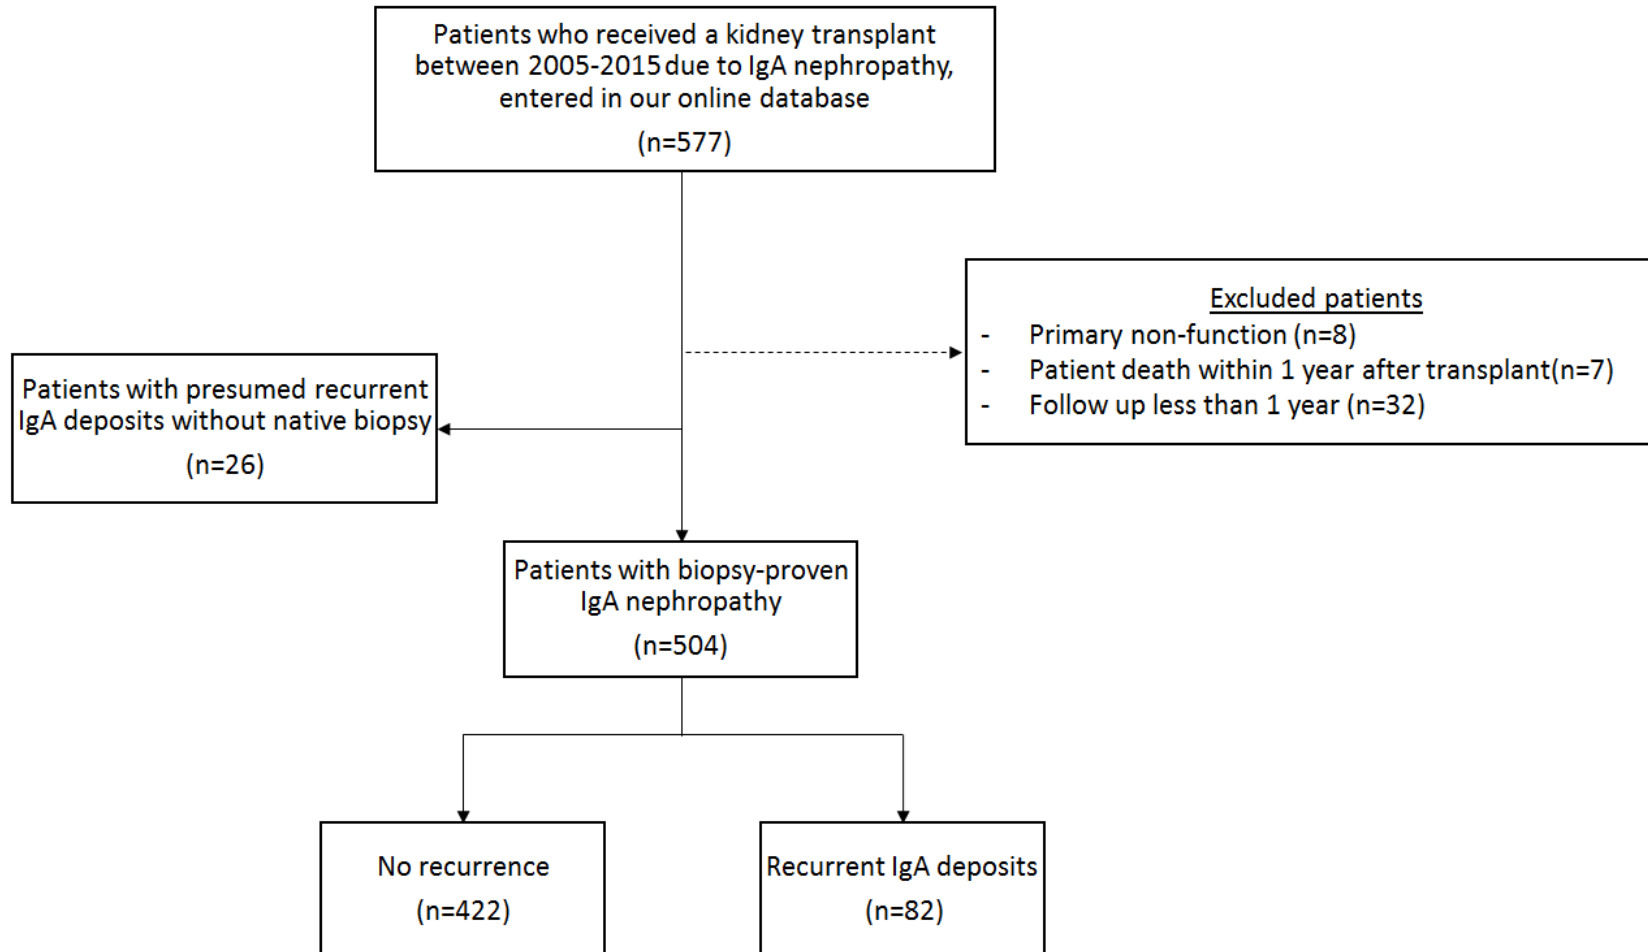 Patients who received a kidney transplant
between 2005-2015 due to IgA nephropathy,
entered in our online database
(n=577)
Excluded patients
- Primary non-function (n=8)
- Patient death within 1 year after transplant(n=7)
- Follow up less than 1 year (n=32)
Patients with presumed recurrent
IgA deposits without native biopsy
(n=26)
Patients with biopsy-proven
IgA nephropathy
(n=504)
No recurrence
(n=422)
Recurrent IgA deposits
(n=82)